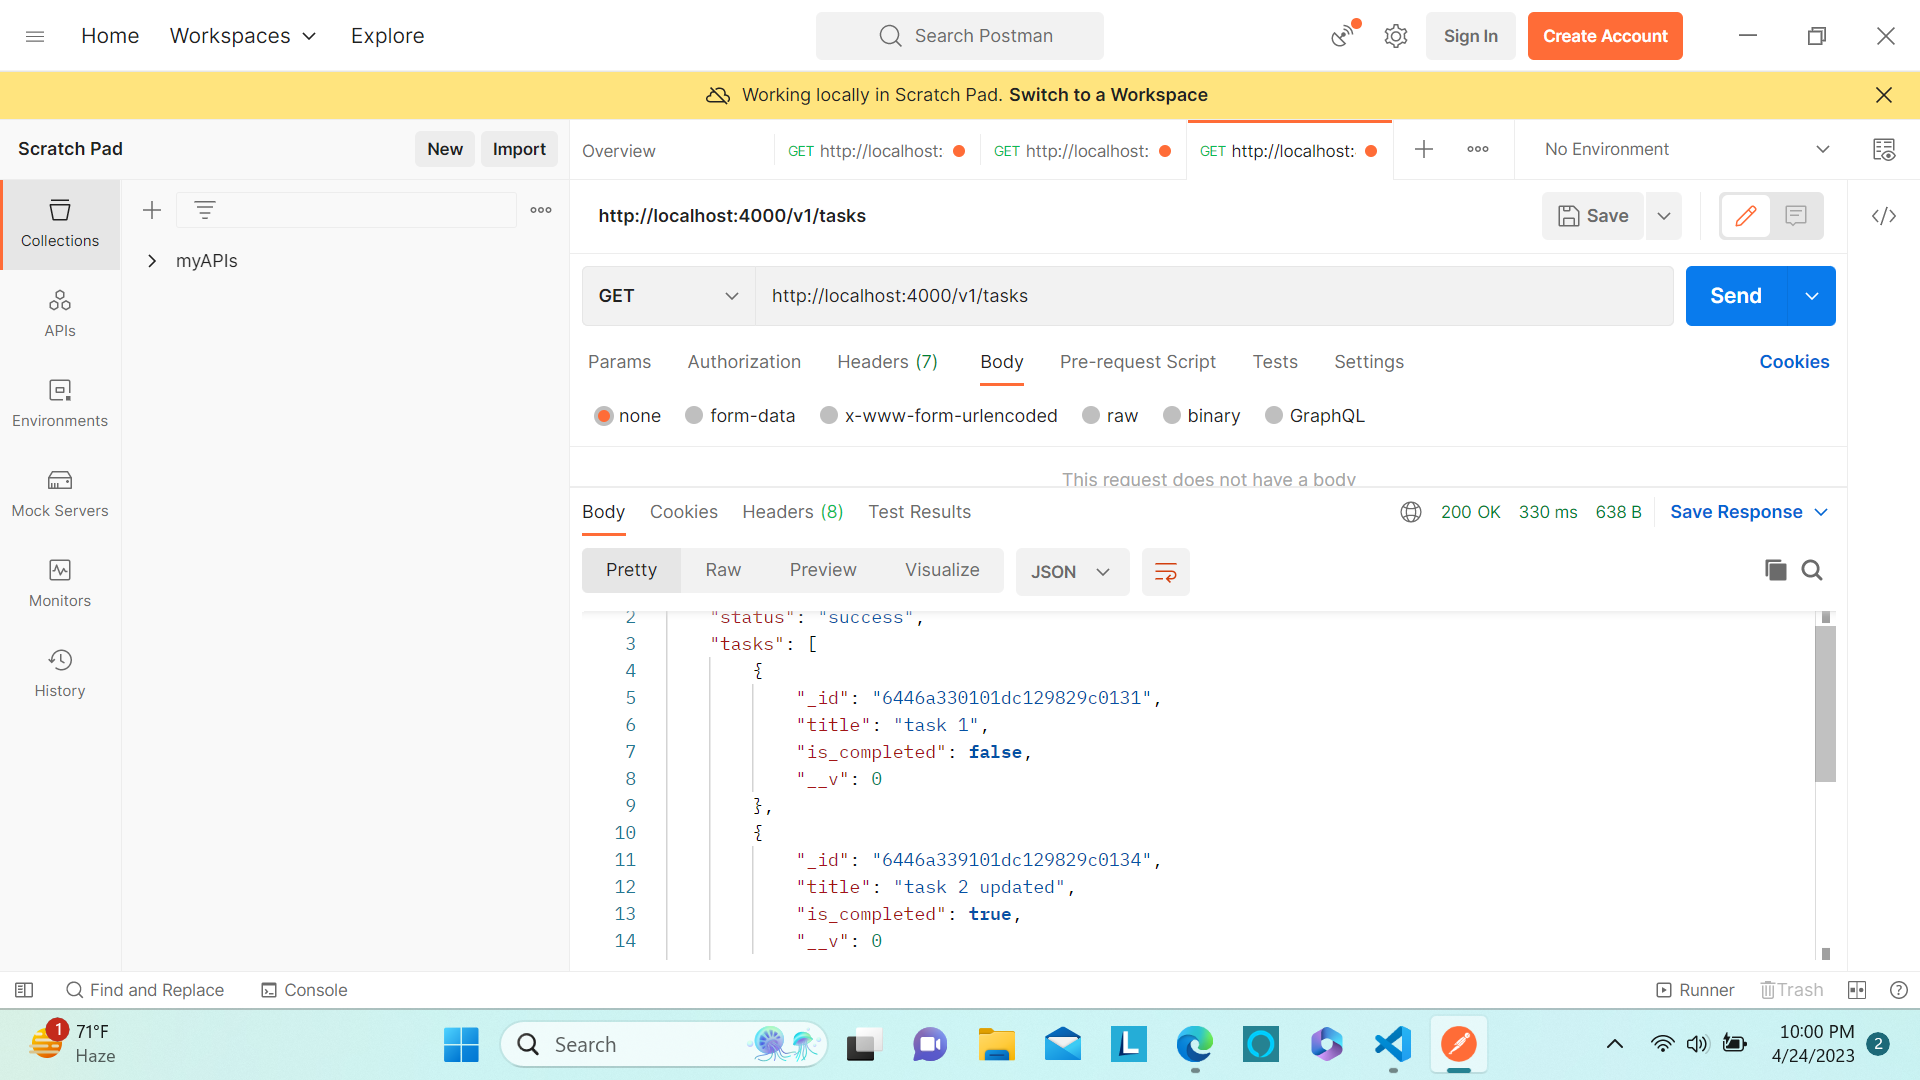 Home
Workspaces
Explore
Search Postman
Sign In
Create Account
Working locally in Scratch Pad. Switch to a Workspace
Scratch Pad
New
Import
Overview
GET http://localhost:
GET http://localhost:
GET http://localhost:
No Environment
Collections
myAPIs
http://localhost:4000/v1/tasks
Save
APIs
GET
http://localhost:4000/v1/tasks
Send
Environments
Params
Authorization
Headers (7)
Body
Pre-request Script
Tests
Settings
Cookies
none
form-data
x-www-form-urlencoded
raw
binary
GraphQL
This request does not have a body
Mock Servers
Body
Cookies
Headers (8)
Test Results
200 OK
330 ms
638 B
Save Response
Monitors
Pretty
Raw
Preview
Visualize
JSON
History
2 "status": "success",
3 "tasks": [
4 {
5 "_id": "6446a330101dc129829c0131",
6 "title": "task 1",
7 "is_completed": false,
8 "__v": 0
9 },
10 {
11 "_id": "6446a339101dc129829c0134",
12 "title": "task 2 updated",
13 "is_completed": true,
14 "__v": 0
Find and Replace
Console
Runner
Trash
1
71°F
Haze
Search
L
10:00 PM
4/24/2023
2